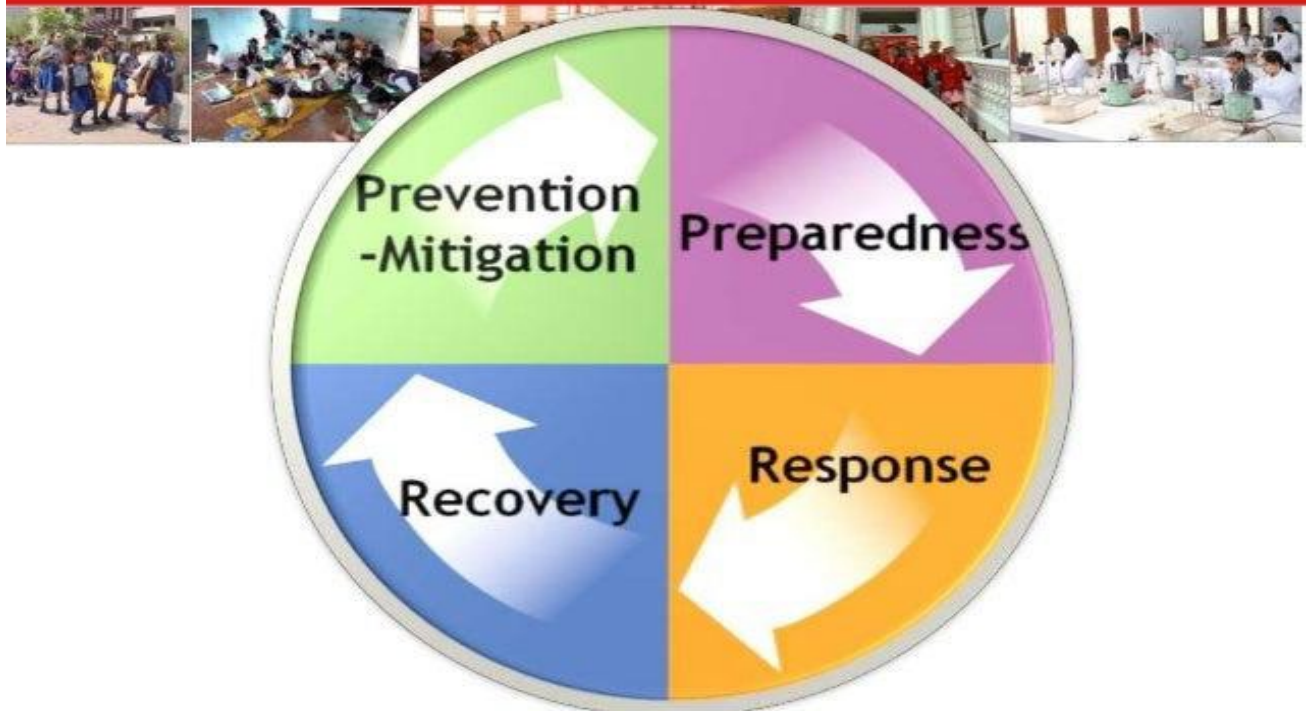 Prevention
-Mitigation
Preparedness
Response
Recovery